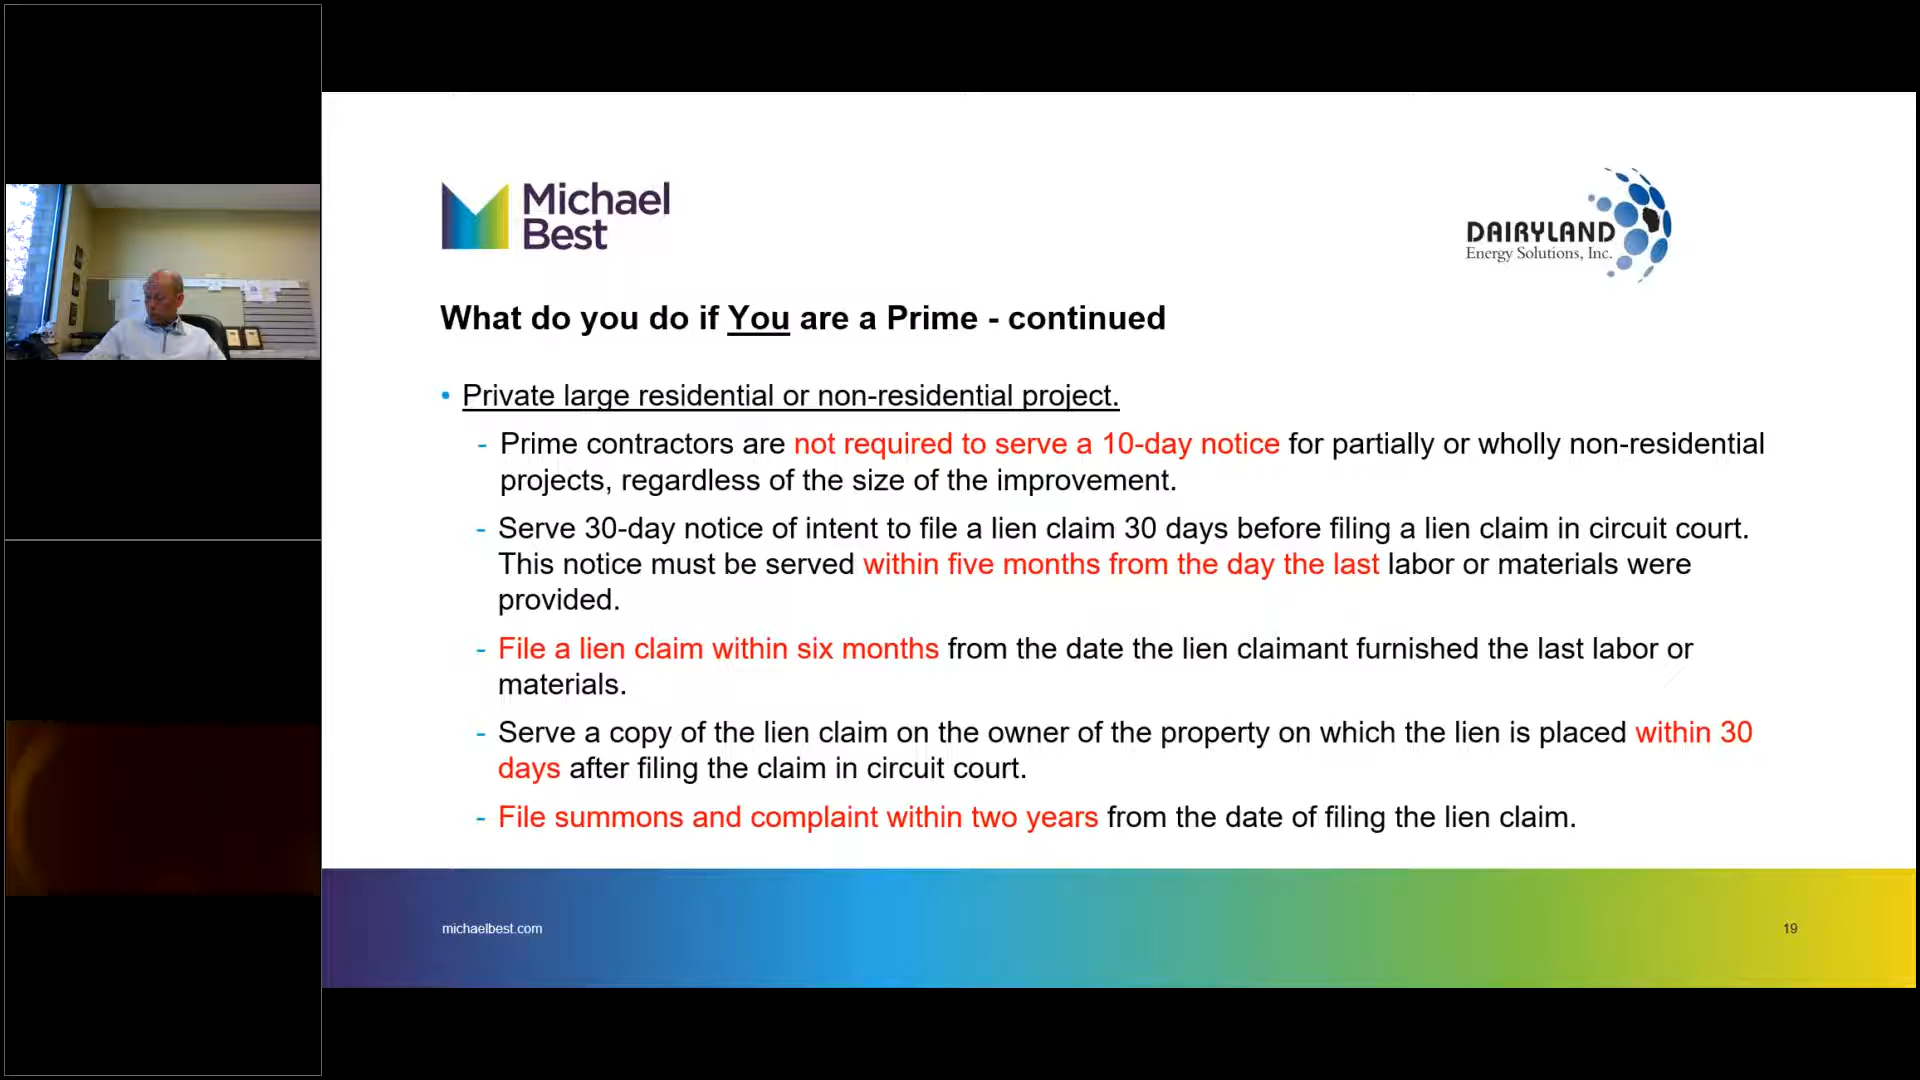 Michael
Best
DAIRYLAND
Energy Solutions, Inc.
What do you do if You are a Prime - continued
• Private large residential or non-residential project.
- Prime contractors are not required to serve a 10-day notice for partially or wholly non-residential
projects, regardless of the size of the improvement.
- Serve 30-day notice of intent to file a lien claim 30 days before filing a lien claim in circuit court.
This notice must be served within five months from the day the last labor or materials were
provided.
- File a lien claim within six months from the date the lien claimant furnished the last labor or
materials.
- Serve a copy of the lien claim on the owner of the property on which the lien is placed within 30
days after filing the claim in circuit court.
- File summons and complaint within two years from the date of filing the lien claim.
michaelbest.com
19